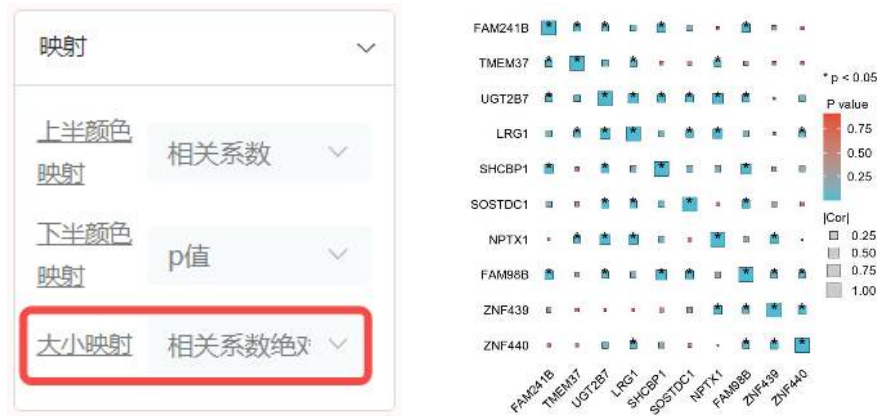 映射
上半颜色
映射
相关系数
下半颜色
映射
p值
大小映射
相关系数绝对
FAM241B
TMEM37
UGT2B7
LRG1
SHCBP1
SOSTDC1
NPTX1
FAM98B
ZNF439
ZNF440
FAM241B
TMEM37
UGT2B7
LRG1
SHCBP1
SOSTDC1
NPTX1
FAM98B
ZNF439
ZNF440
* p < 0.05
P value
0.75
0.50
0.25
|Cor|
0.25
0.50
0.75
1.00